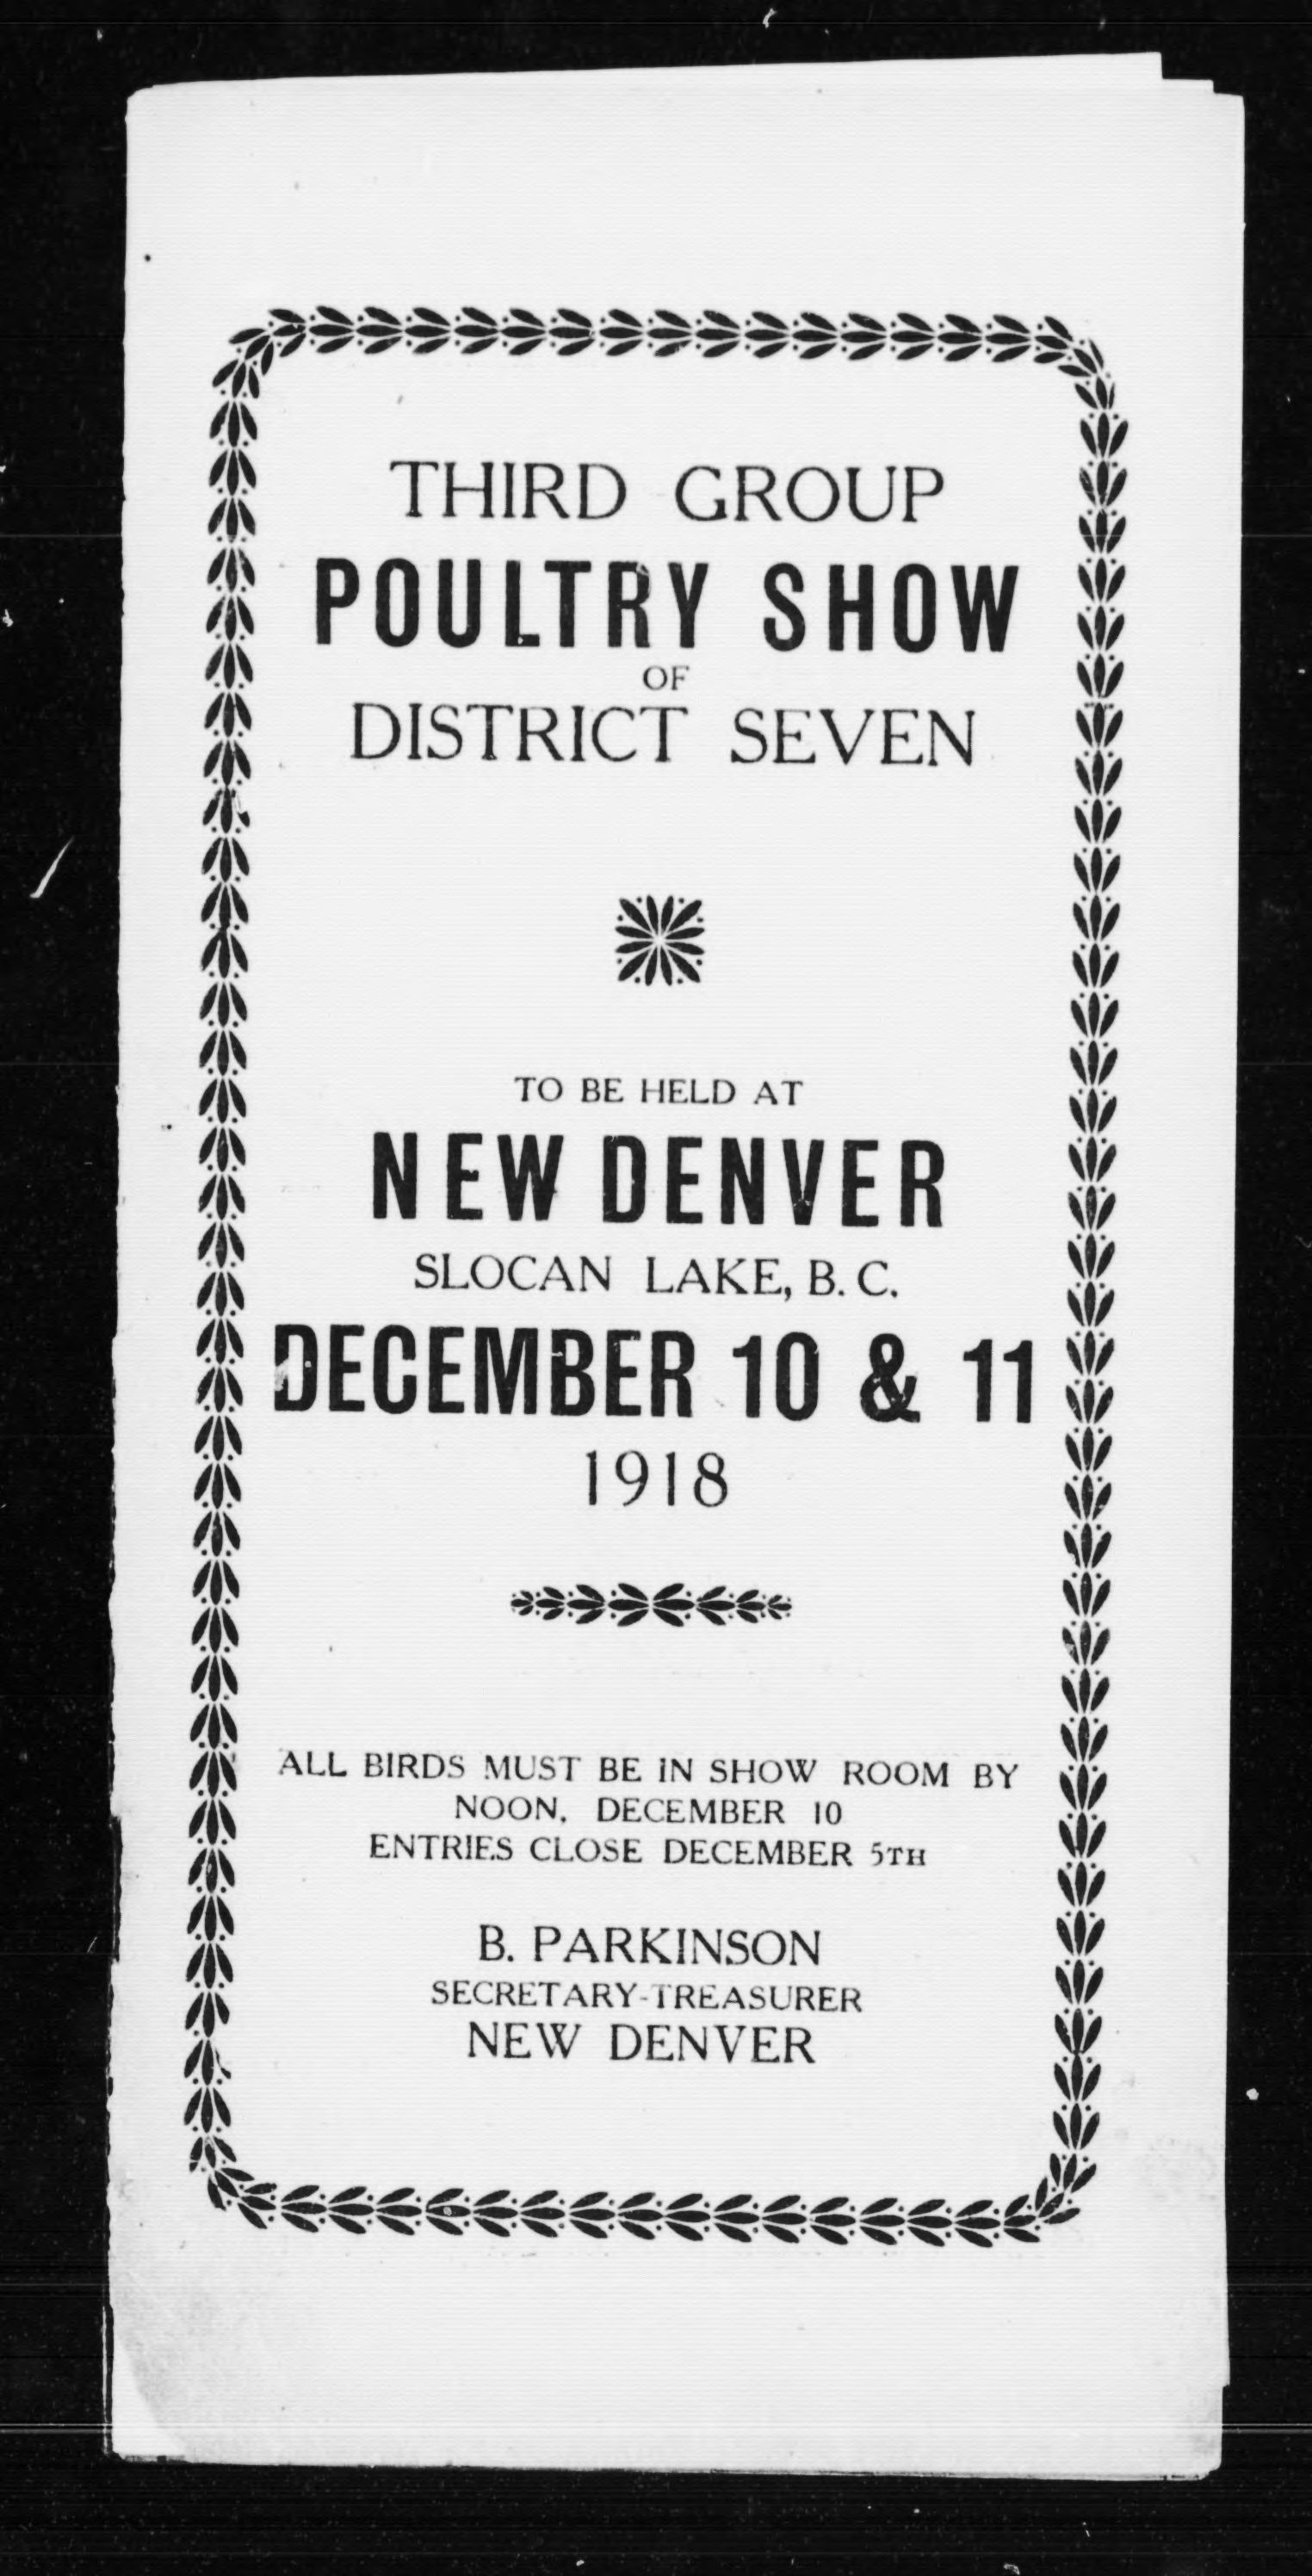 THIRD GROUP
POULTRY SHOW
OF
DISTRICT SEVEN
TO BE HELD AT
NEW DENVER
SLOCAN LAKE, B. C.
DECEMBER 10 & 11
1918
ALL BIRDS MUST BE IN SHOW ROOM BY
NOON, DECEMBER 10
ENTRIES CLOSE DECEMBER 5TH
B. PARKINSON
SECRETARY-TREASURER
NEW DENVER